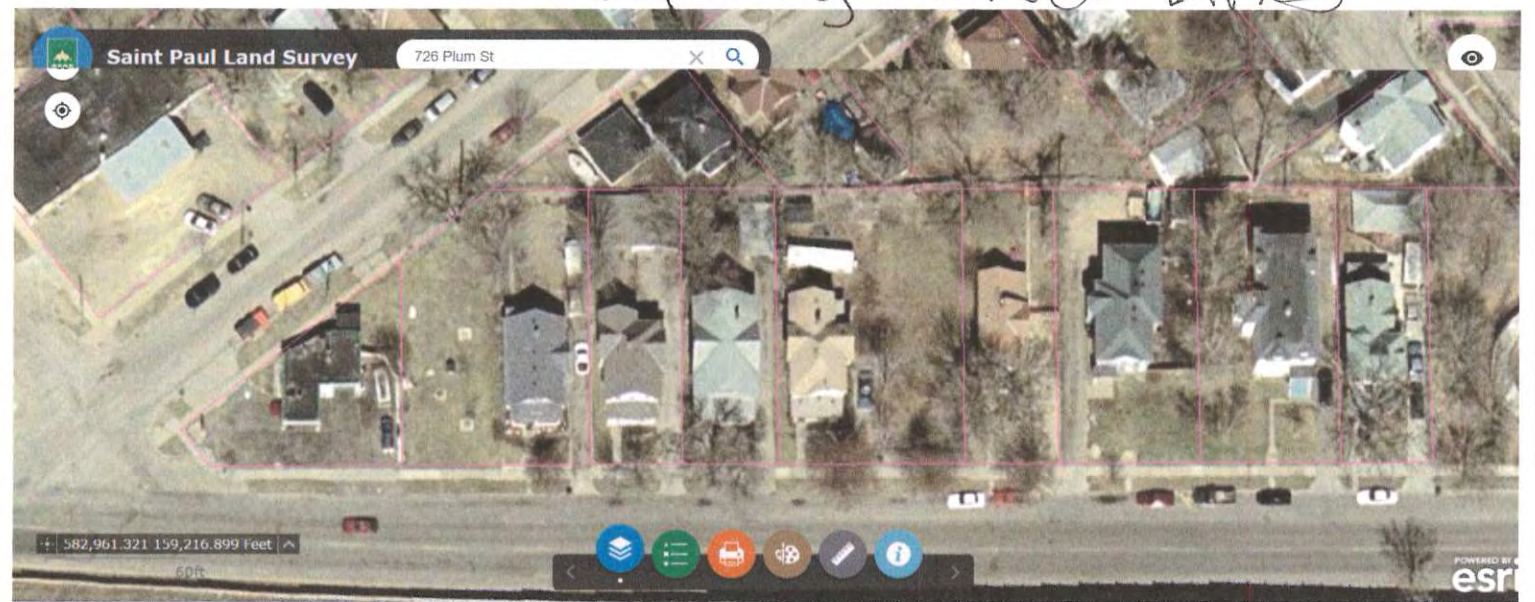 Saint Paul Land Survey
726 Plum St
582,961.321 159,216.899 Feet
60ft
POWERED BY
esri